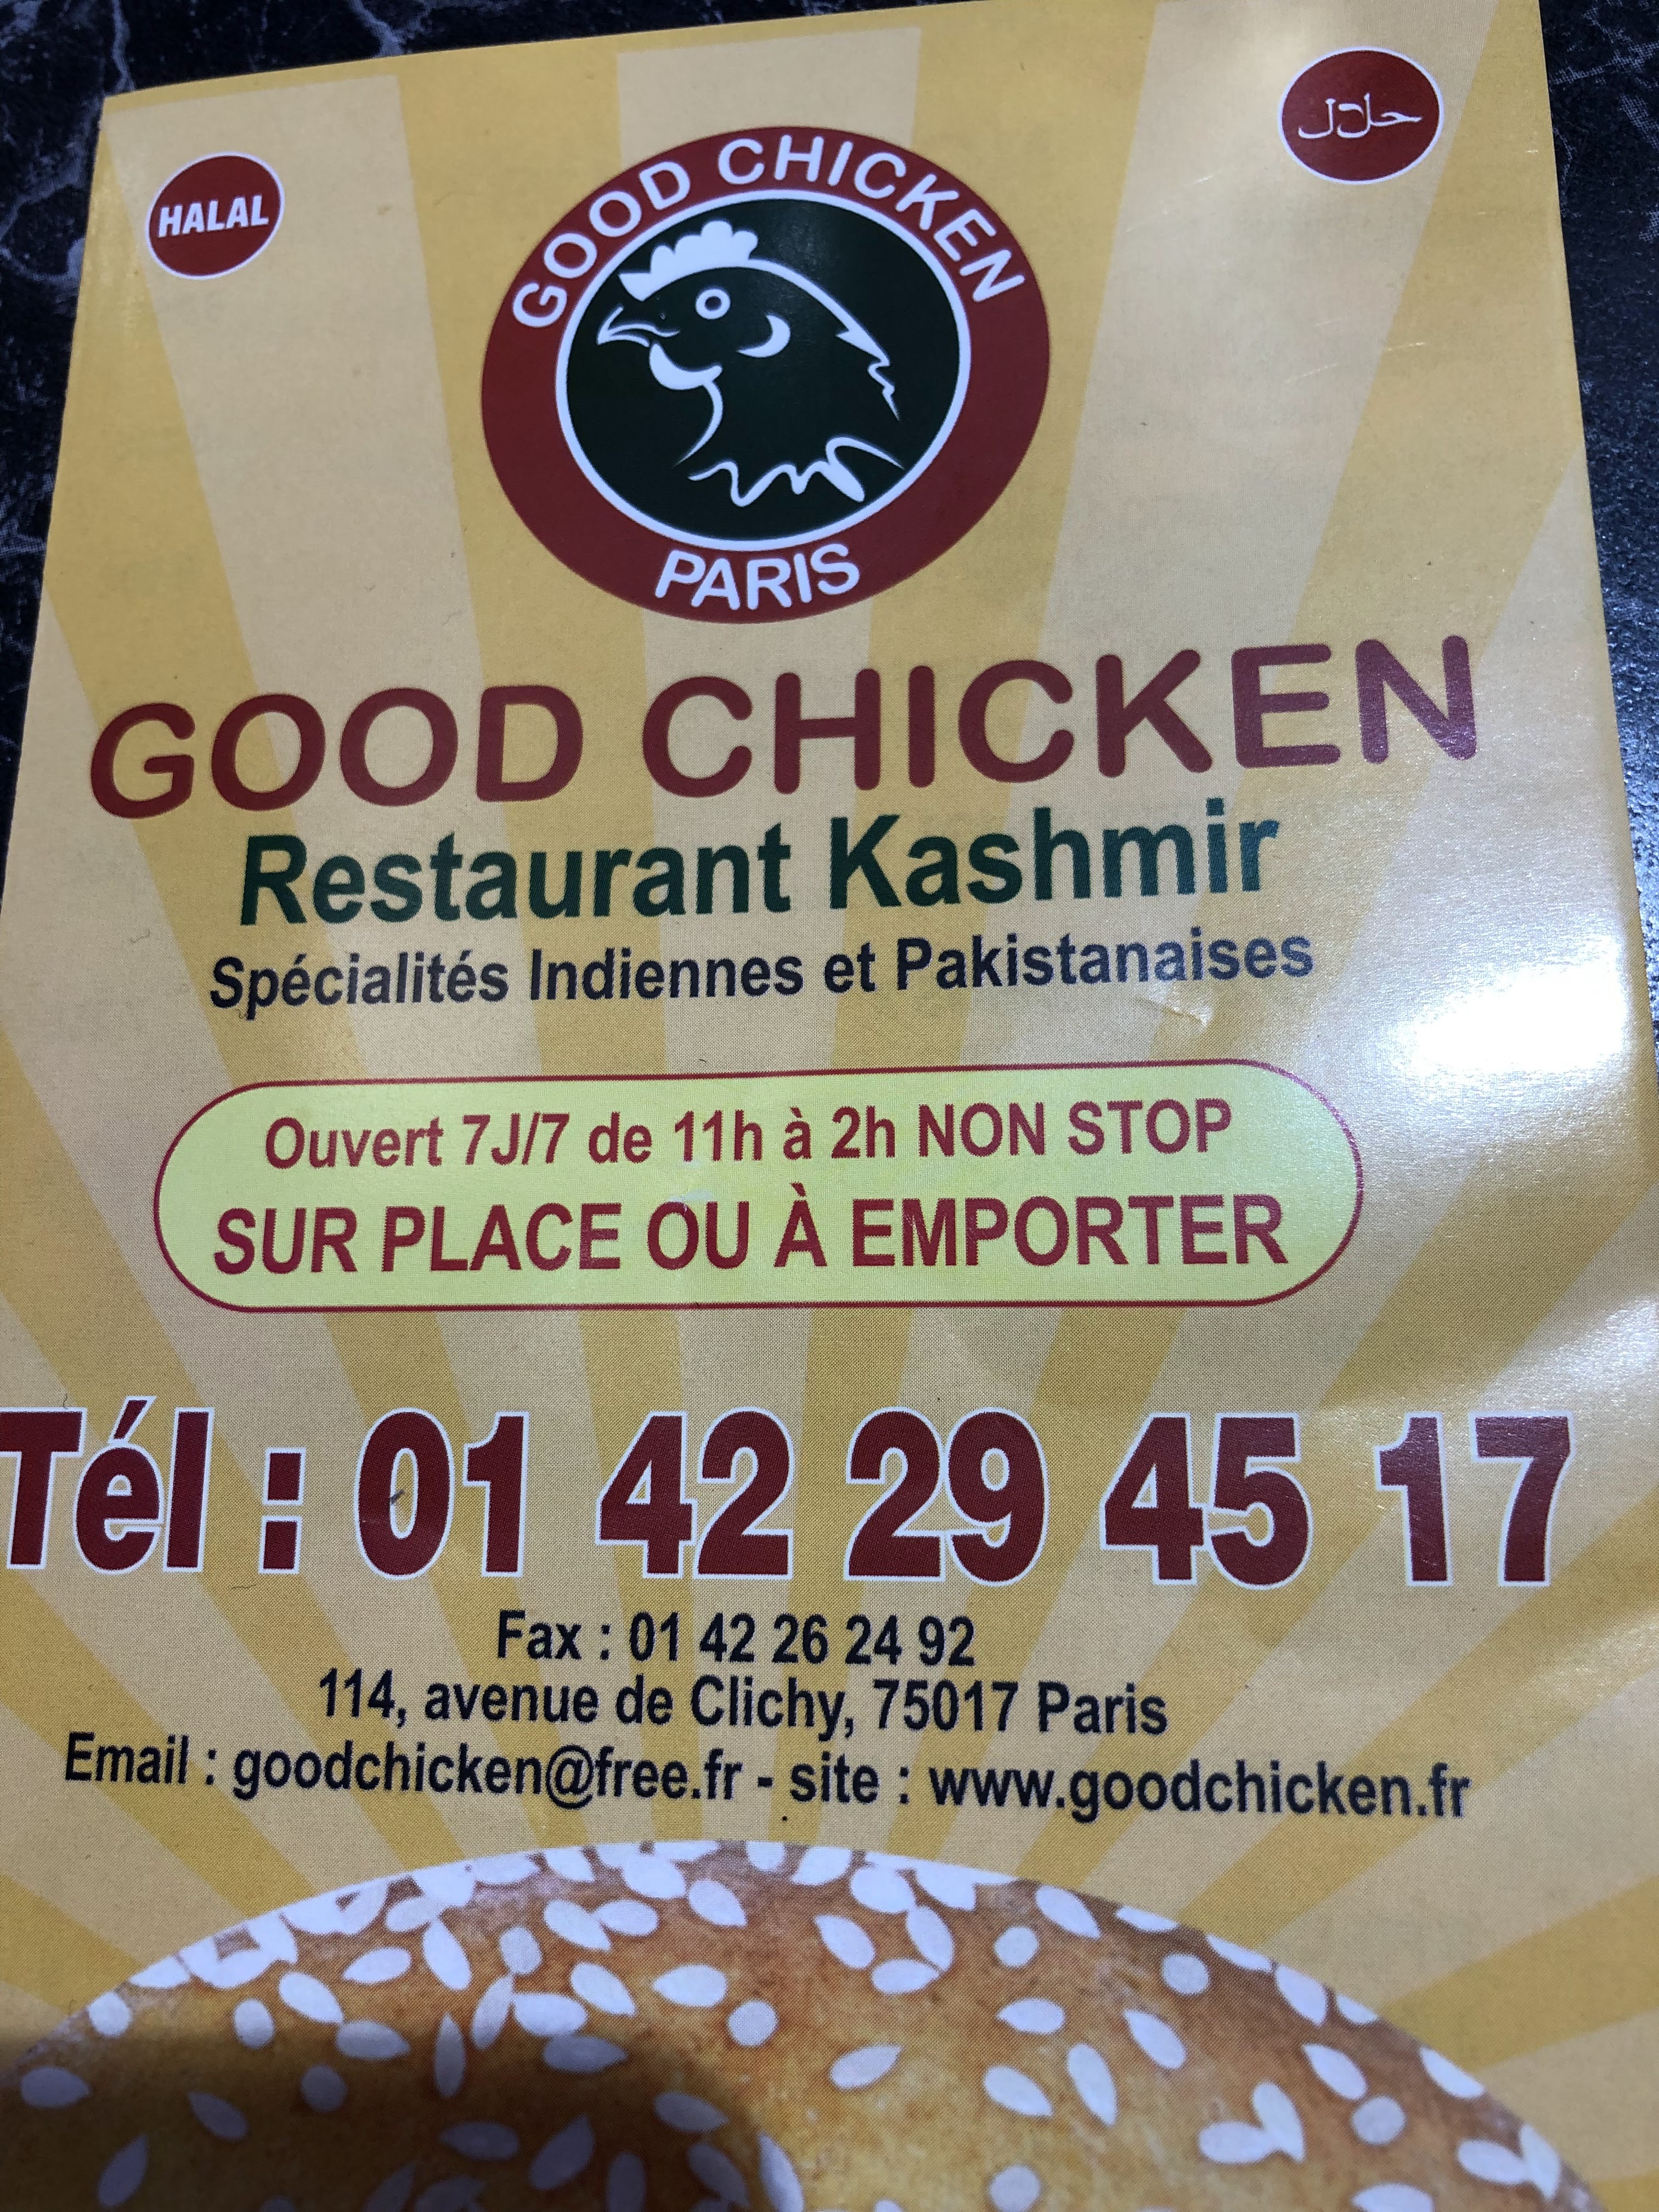 HALAL
حلال
GOOD CHICKEN
PARIS
GOOD CHICKEN
Restaurant Kashmir
Spécialités Indiennes et Pakistanaises
Ouvert 7J/7 de 11h à 2h NON STOP
SUR PLACE OU À EMPORTER
Tél : 01 42 29 45 17
Fax : 01 42 26 24 92
114, avenue de Clichy, 75017 Paris
Email : goodchicken@free.fr - site : www.goodchicken.fr